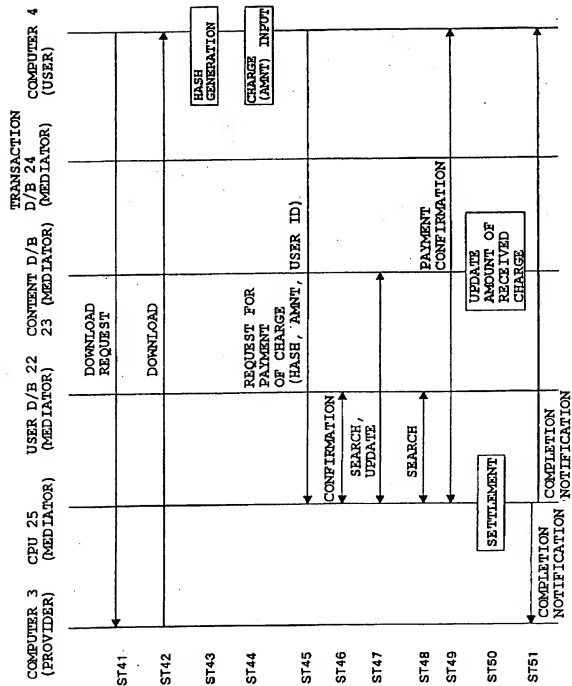 COMPUTER 3
(PROVIDER)
CPU 25
(MEDIATOR)
USER D/B 22
(MEDIATOR)
CONTENT D/B
23 (MEDIATOR)
TRANSACTION
D/B 24
(MEDIATOR)
COMPUTER 4
(USER)
ST41
DOWNLOAD
REQUEST
ST42
DOWNLOAD
ST43
HASH
GENERATION
ST44
CHARGE
(AMNT) INPUT
REQUEST FOR
PAYMENT
OF CHARGE
(HASH, AMNT, USER ID)
ST45
ST46
CONFIRMATION
ST47
SEARCH,
UPDATE
ST48
SEARCH
ST49
PAYMENT
CONFIRMATION
ST50
SETTLEMENT
UPDATE
AMOUNT OF
RECEIVED
CHARGE
ST51
COMPLETION
NOTIFICATION
COMPLETION
NOTIFICATION